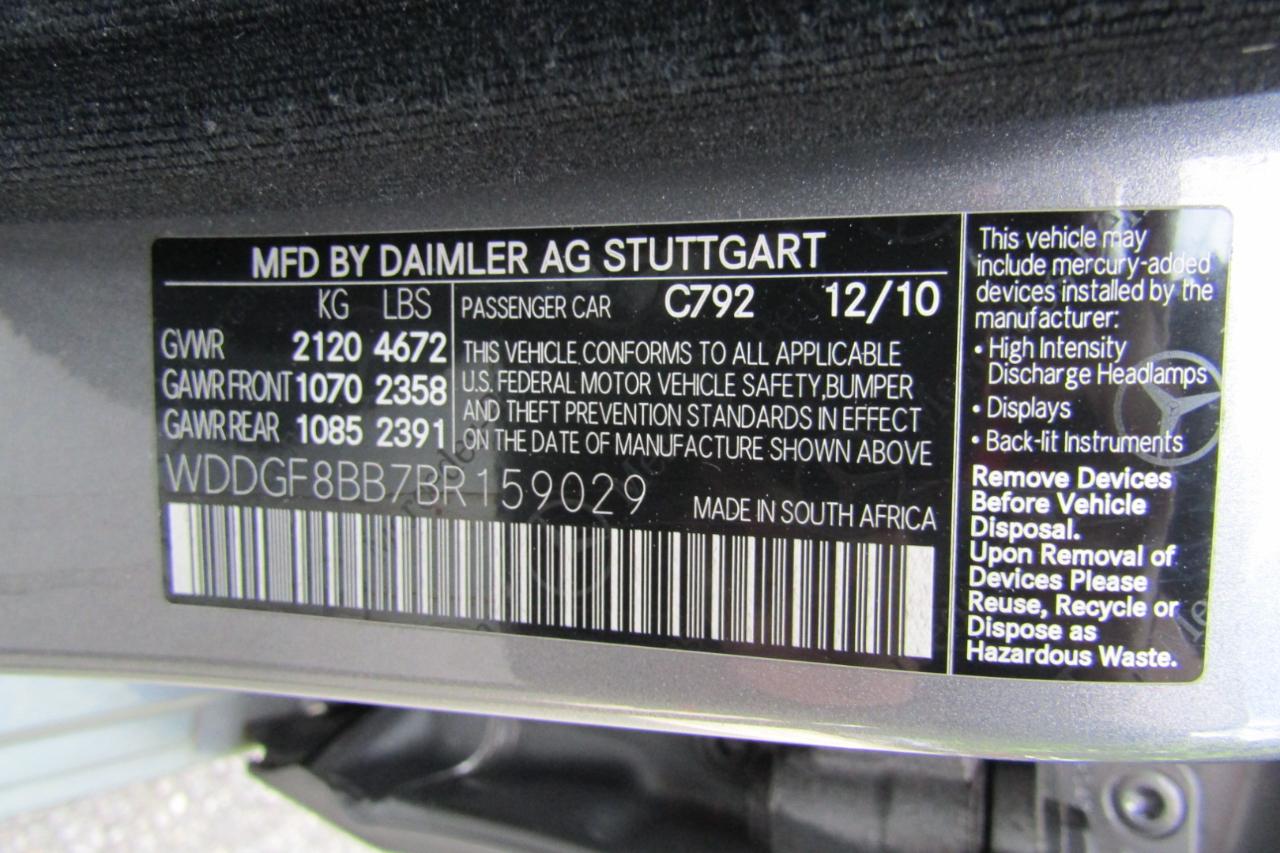 MFD BY DAIMLER AG STUTTGART
KG LBS
GVWR 2120 4672
GAWR FRONT 1070 2358
GAWR REAR 1085 2391
PASSENGER CAR C792 12/10
THIS VEHICLE CONFORMS TO ALL APPLICABLE
U.S. FEDERAL MOTOR VEHICLE SAFETY, BUMPER
AND THEFT PREVENTION STANDARDS IN EFFECT
ON THE DATE OF MANUFACTURE SHOWN ABOVE
WDDGF8BB7BR159029
MADE IN SOUTH AFRICA
This vehicle may
include mercury-added
devices installed by the
manufacturer:
• High Intensity
Discharge Headlamps
• Displays
• Back-lit Instruments
Remove Devices
Before Vehicle
Disposal.
Upon Removal of
Devices Please
Reuse, Recycle or
Dispose as
Hazardous Waste.